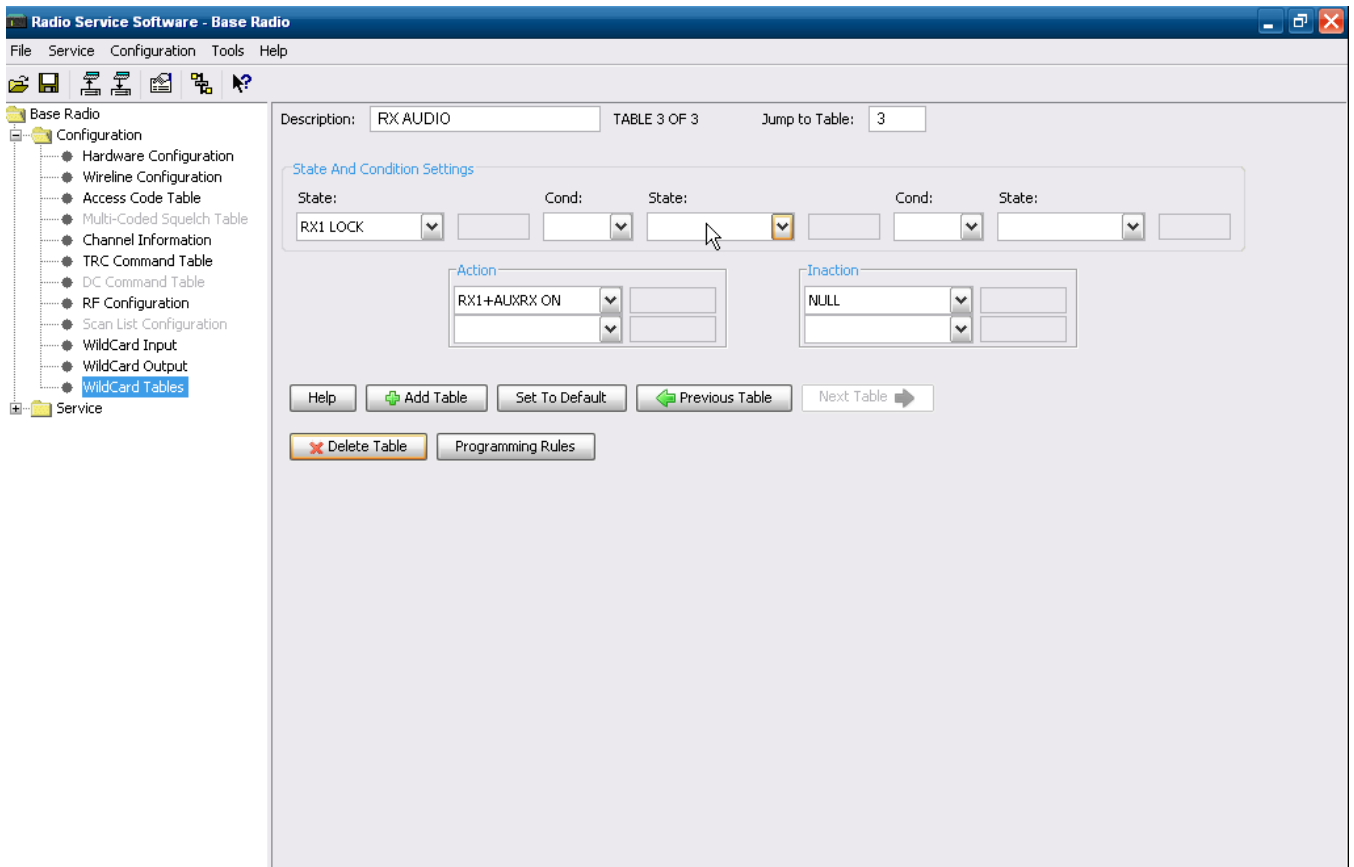 Radio Service Software - Base Radio
File Service Configuration Tools Help
Base Radio
Configuration
Hardware Configuration
Wireline Configuration
Access Code Table
Multi-Coded Squelch Table
Channel Information
TRC Command Table
DC Command Table
RF Configuration
Scan List Configuration
WildCard Input
WildCard Output
WildCard Tables
Service
Description: RX AUDIO TABLE 3 OF 3 Jump to Table: 3
State And Condition Settings
State: Cond: State: Cond: State:
RX1 LOCK
Action Inaction
RX1+AUXRX ON NULL
Help Add Table Set To Default Previous Table Next Table
Delete Table Programming Rules